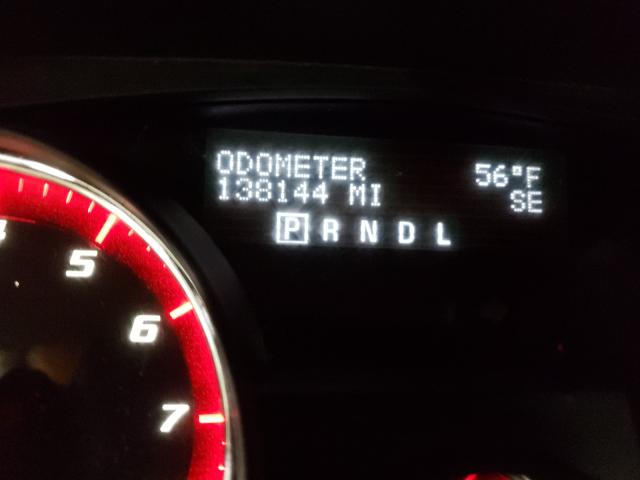 ODOMETER 56°F
138144 MI SE
P R N D L
5
6
7